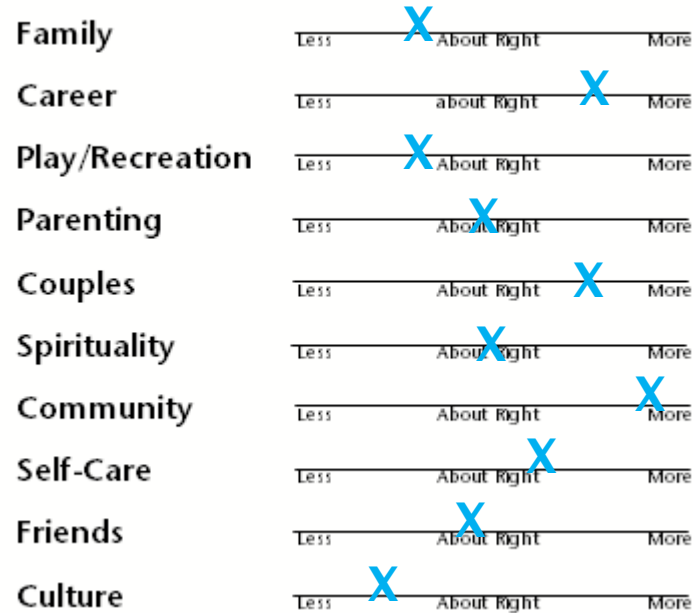 Family Less X About Right More
Career Less about Right X More
Play/Recreation Less X About Right More
Parenting Less About X Right More
Couples Less About Right X More
Spirituality Less About X Right More
Community Less About Right X More
Self-Care Less About Right X More
Friends Less About X Right More
Culture Less X About Right More